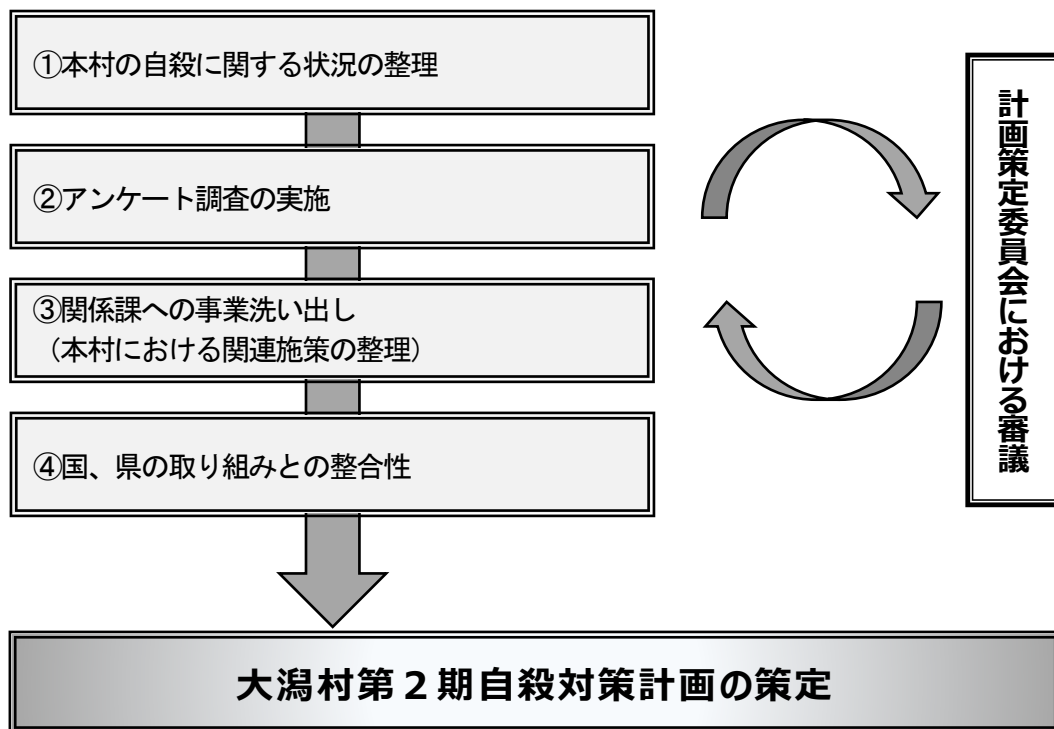 ①本村の自殺に関する状況の整理
②アンケート調査の実施
③関係課への事業洗い出し
（本村における関連施策の整理）
④国、県の取り組みとの整合性
計画策定委員会における審議
大潟村第２期自殺対策計画の策定